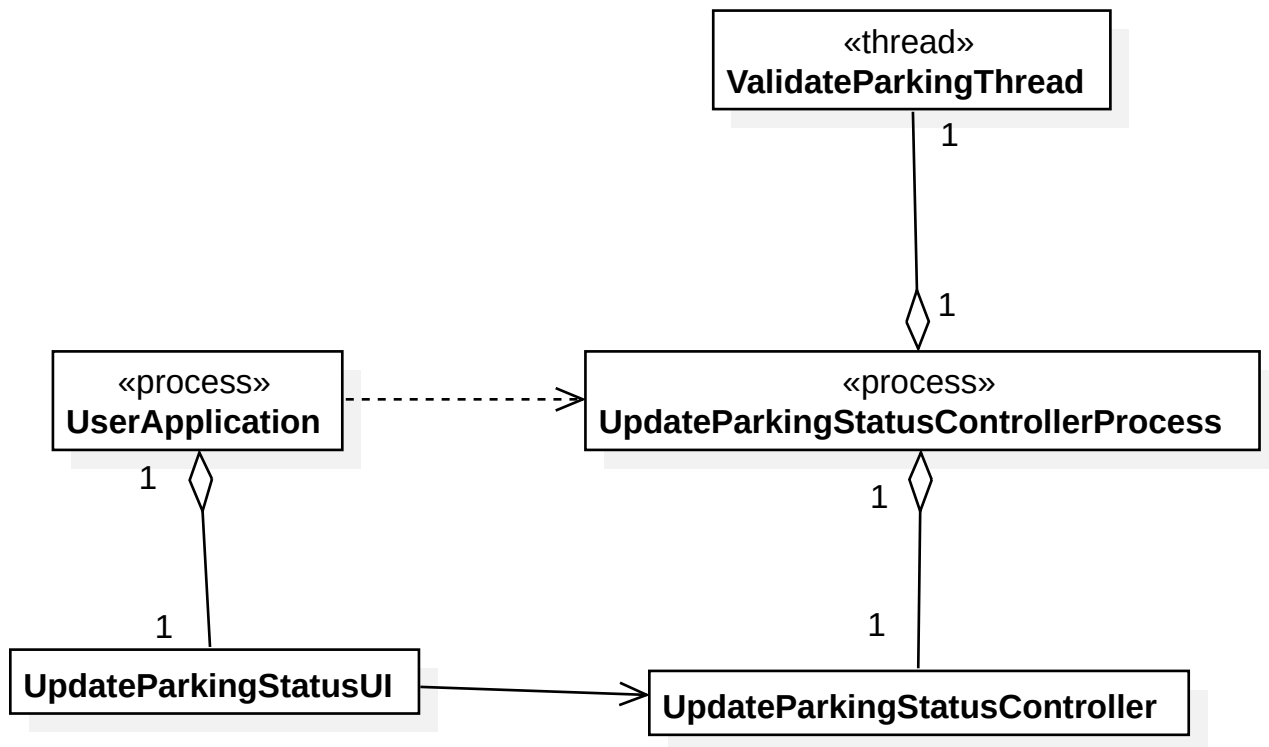 «thread»
ValidateParkingThread
1
1
«process»
UserApplication
«process»
UpdateParkingStatusControllerProcess
1
1
1
1
UpdateParkingStatusUI
UpdateParkingStatusController